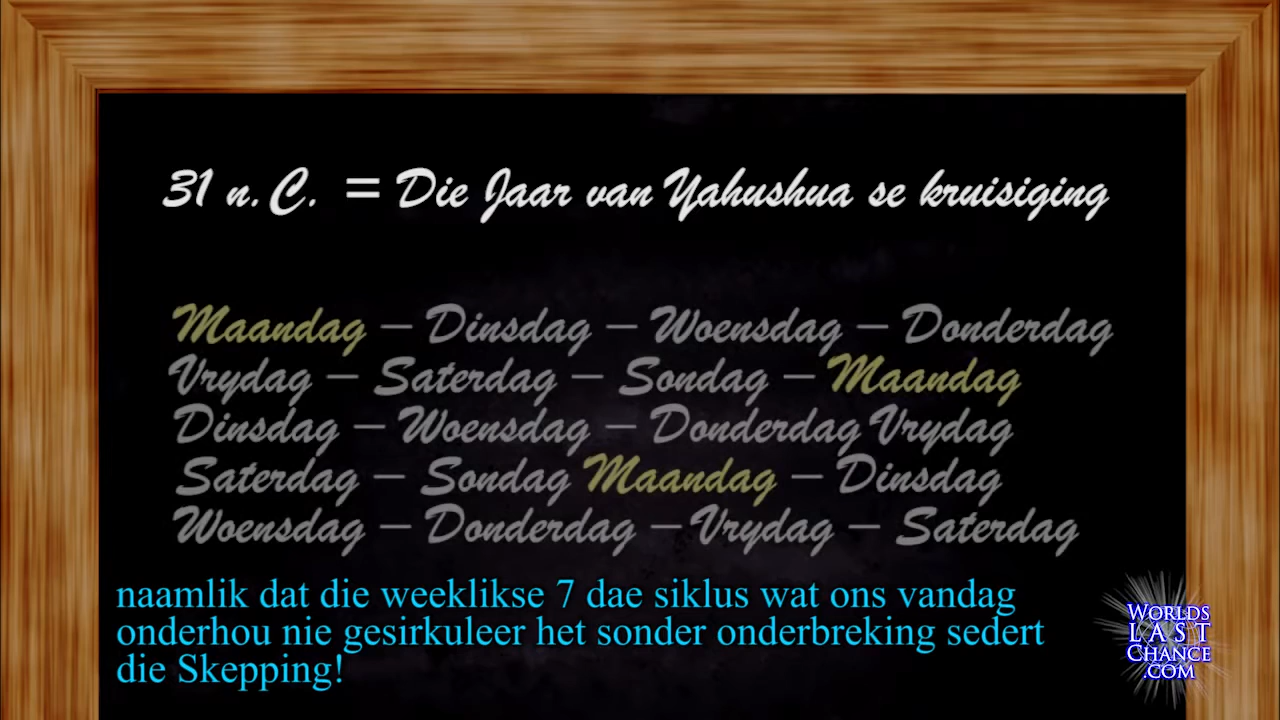 31 n.C. = Die Jaar van Yahushua se kruisiging
Maandag – Dinsdag – Woensdag – Donderdag
Vrydag – Saterdag – Sondag – Maandag
Dinsdag – Woensdag – Donderdag Vrydag
Saterdag – Sondag Maandag – Dinsdag
Woensdag – Donderdag – Vrydag – Saterdag
naamlik dat die weeklikse 7 dae siklus wat ons vandag
onderhou nie gesirkuleer het sonder onderbreking sedert
die Skepping!
WORLDS
LAST
CHANCE
.COM